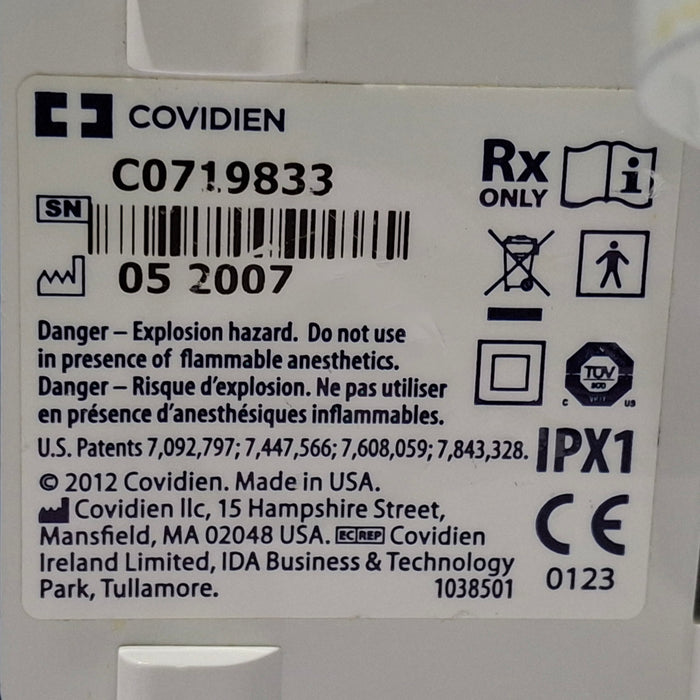 COVIDIEN
C0719833
SN
05 2007
Rx
ONLY
i
Danger – Explosion hazard. Do not use
in presence of flammable anesthetics.
Danger – Risque d'explosion. Ne pas utiliser
en présence d'anesthésiques inflammables.
TÜV
C US
U.S. Patents 7,092,797; 7,447,566; 7,608,059; 7,843,328.
IPX1
© 2012 Covidien. Made in USA.
Covidien llc, 15 Hampshire Street,
Mansfield, MA 02048 USA. EC REP Covidien
Ireland Limited, IDA Business & Technology
Park, Tullamore.
1038501
CE
0123